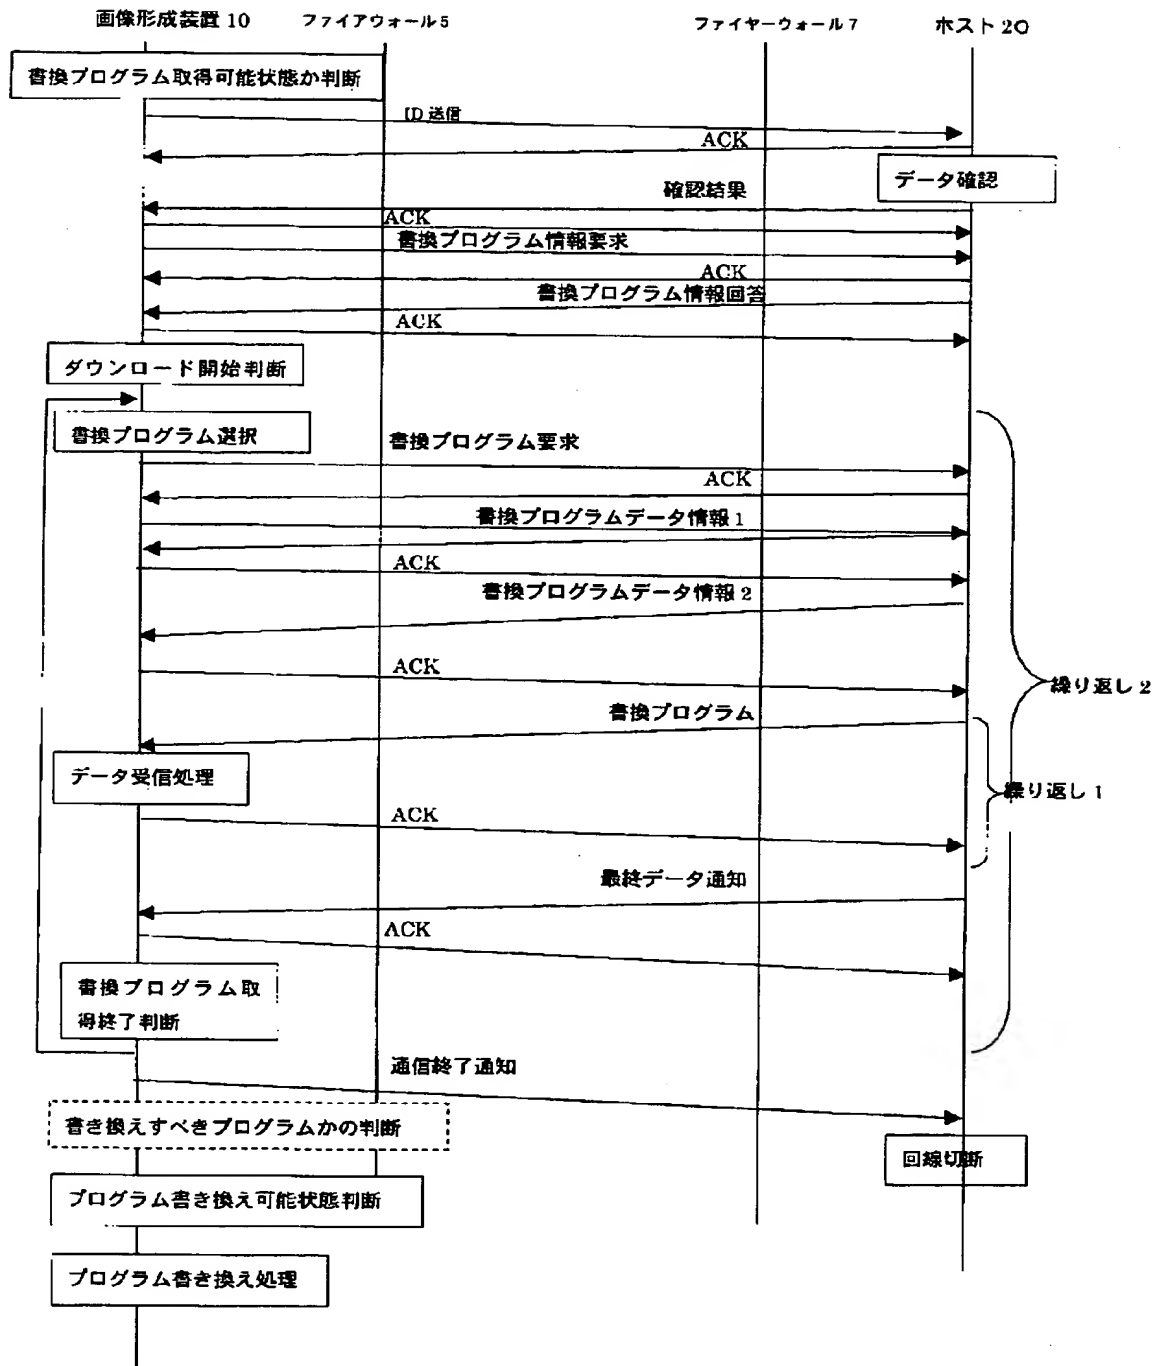 画像形成装置 10
ファイアウォール 5
ファイヤーウォール 7
ホスト 20
書換プログラム取得可能状態か判断
ID 送信
ACK
データ確認
確認結果
ACK
書換プログラム情報要求
ACK
書換プログラム情報回答
ACK
ダウンロード開始判断
書換プログラム選択
書換プログラム要求
ACK
書換プログラムデータ情報 1
ACK
書換プログラムデータ情報 2
ACK
繰り返し 2
書換プログラム
データ受信処理
繰り返し 1
ACK
最終データ通知
ACK
書換プログラム取
得終了判断
通信終了通知
書き換えすべきプログラムかの判断
回線切断
プログラム書き換え可能状態判断
プログラム書き換え処理